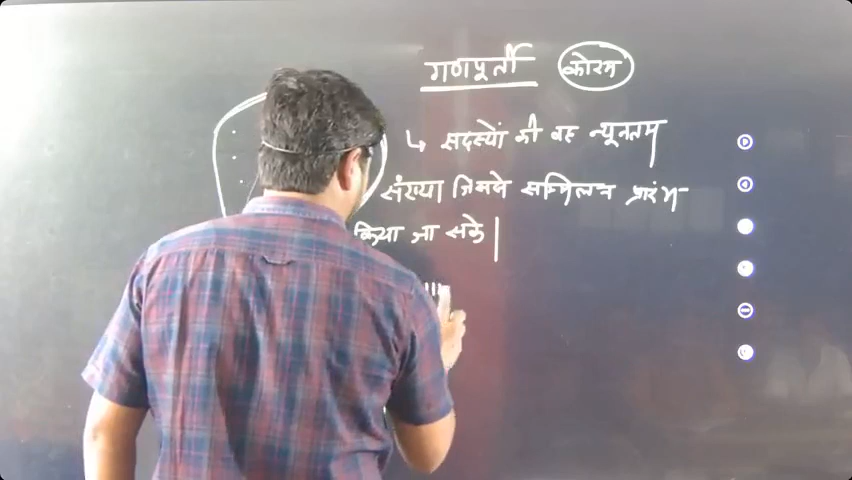 गणपूर्ती कोरम
↳ सदस्यों की वह न्यूनतम
संख्या जिससे सम्मिलन प्रारंभ
किया जा सके|